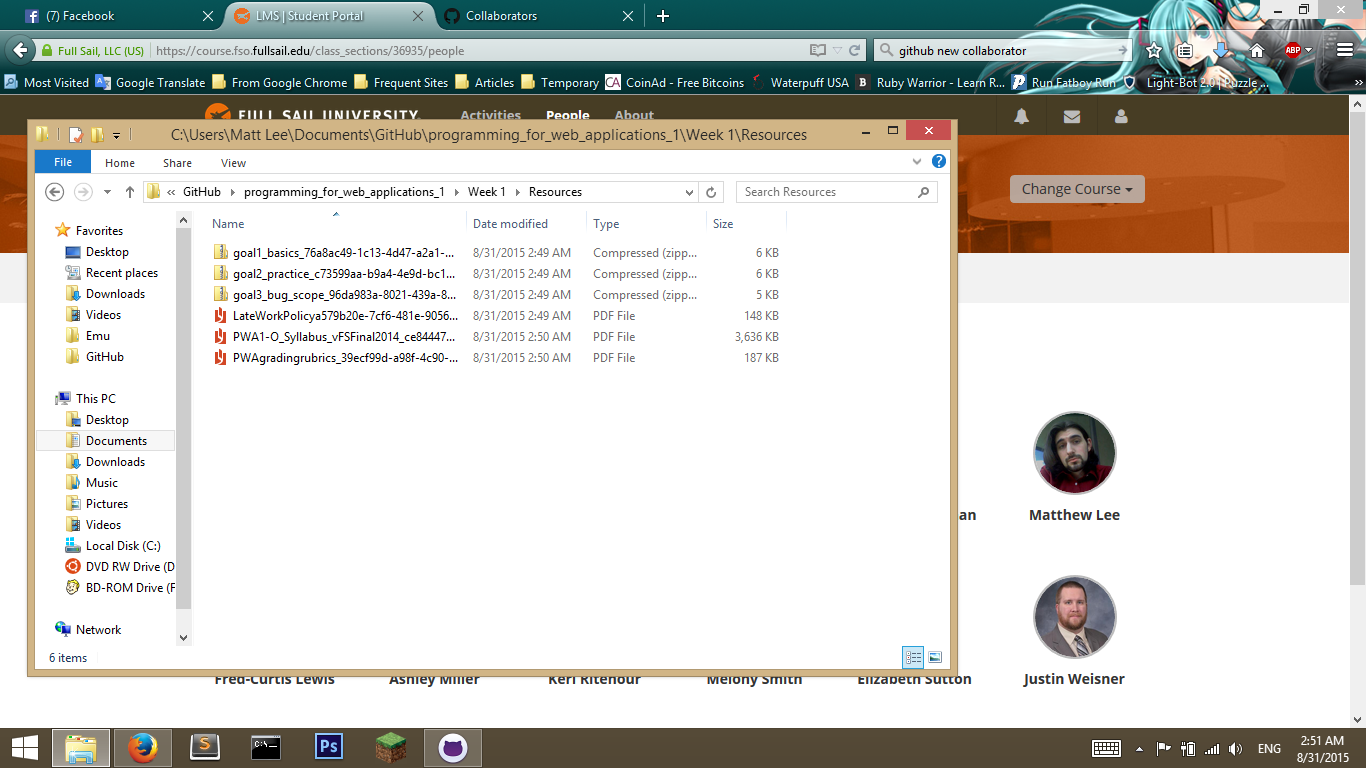 (7) Facebook
LMS | Student Portal
Collaborators
Full Sail, LLC (US)
https://course.fso.fullsail.edu/class_sections/36935/people
github new collaborator
ABP
Most Visited
Google Translate
From Google Chrome
Frequent Sites
Articles
Temporary
CoinAd - Free Bitcoins
Waterpuff USA
Ruby Warrior - Learn R...
Run Fatboy Run
Light-Bot 2.0 | Puzzle ...
FULL SAIL UNIVERSITY.
Activities
People
About
Change Course
C:\Users\Matt Lee\Documents\GitHub\programming_for_web_applications_1\Week 1\Resources
File
Home
Share
View
GitHub
programming_for_web_applications_1
Week 1
Resources
Search Resources
Favorites
Desktop
Recent places
Downloads
Videos
Emu
GitHub
This PC
Desktop
Documents
Downloads
Music
Pictures
Videos
Local Disk (C:)
DVD RW Drive (D
BD-ROM Drive (F
Network
Name Date modified Type Size
goal1_basics_76a8ac49-1c13-4d47-a2a1-... 8/31/2015 2:49 AM Compressed (zipp... 6 KB
goal2_practice_c73599aa-b9a4-4e9d-bc1... 8/31/2015 2:49 AM Compressed (zipp... 6 KB
goal3_bug_scope_96da983a-8021-439a-8... 8/31/2015 2:49 AM Compressed (zipp... 5 KB
LateWorkPolicya579b20e-7cf6-481e-9056... 8/31/2015 2:49 AM PDF File 148 KB
PWA1-O_Syllabus_vFSFinal2014_ce84447... 8/31/2015 2:50 AM PDF File 3,636 KB
PWAgradingrubrics_39ecf99d-a98f-4c90-... 8/31/2015 2:50 AM PDF File 187 KB
6 items
an
Matthew Lee
Fred-Curtis Lewis
Ashley Miller
Keri Ritenour
Melony Smith
Elizabeth Sutton
Justin Weisner
Ps
ENG
2:51 AM
8/31/2015